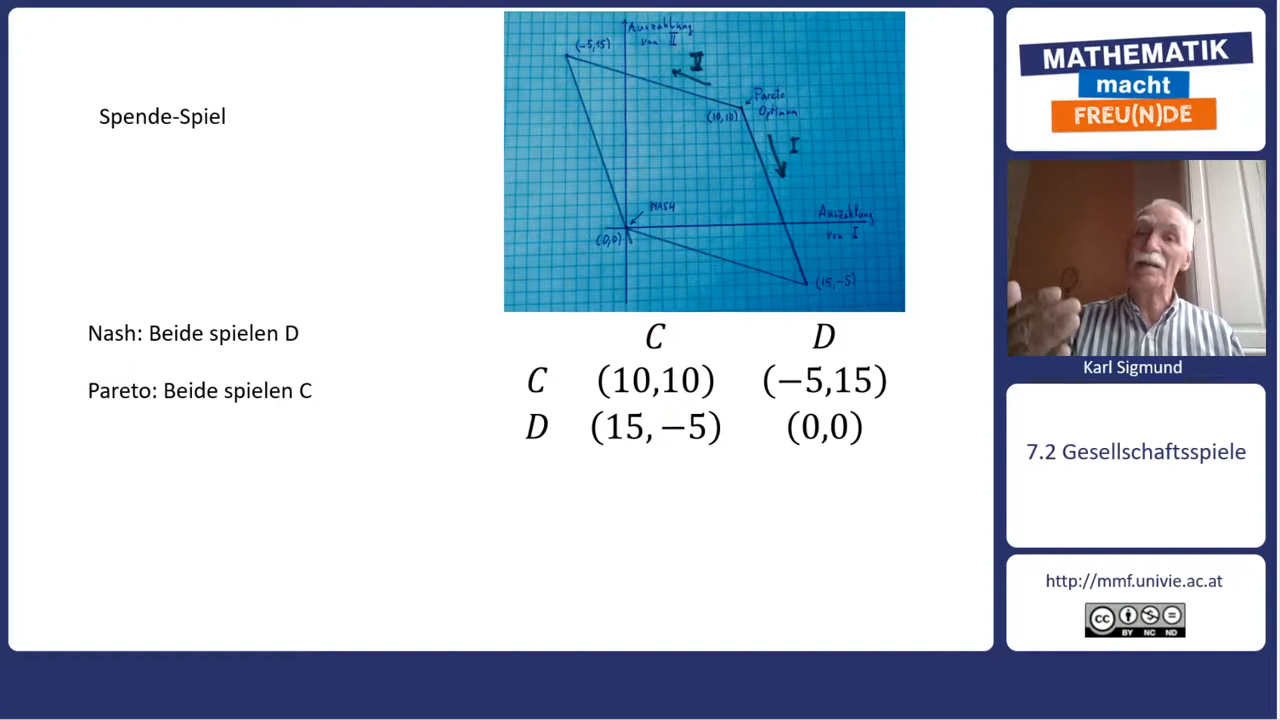 Spende-Spiel
Auszahlung
von II
(-5,15)
II
Pareto
Optimum
(10,10)
I
NASH
Auszahlung
von I
(0,0)
(15,-5)
Nash: Beide spielen D
Pareto: Beide spielen C
C D
C (10,10) (−5,15)
D (15, −5) (0,0)
MATHEMATIK
macht
FREU(N)DE
Karl Sigmund
7.2 Gesellschaftsspiele
http://mmf.univie.ac.at
CC
BY NC ND